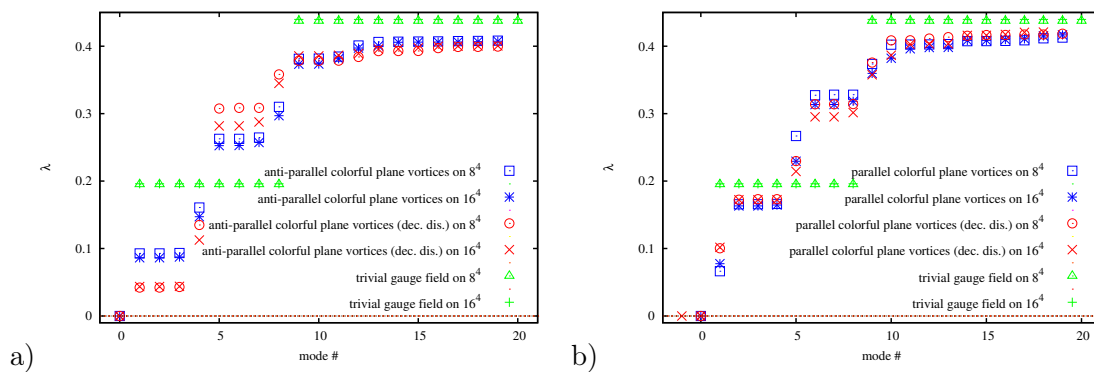 0.4
0.3
0.2
0.1
0
λ
anti-parallel colorful plane vortices on 8^4
anti-parallel colorful plane vortices on 16^4
anti-parallel colorful plane vortices (dec. dis.) on 8^4
anti-parallel colorful plane vortices (dec. dis.) on 16^4
trivial gauge field on 8^4
trivial gauge field on 16^4
0 5 10 15 20
mode #
a)
0.4
0.3
0.2
0.1
0
λ
parallel colorful plane vortices on 8^4
parallel colorful plane vortices on 16^4
parallel colorful plane vortices (dec. dis.) on 8^4
parallel colorful plane vortices (dec. dis.) on 16^4
trivial gauge field on 8^4
trivial gauge field on 16^4
0 5 10 15 20
mode #
b)